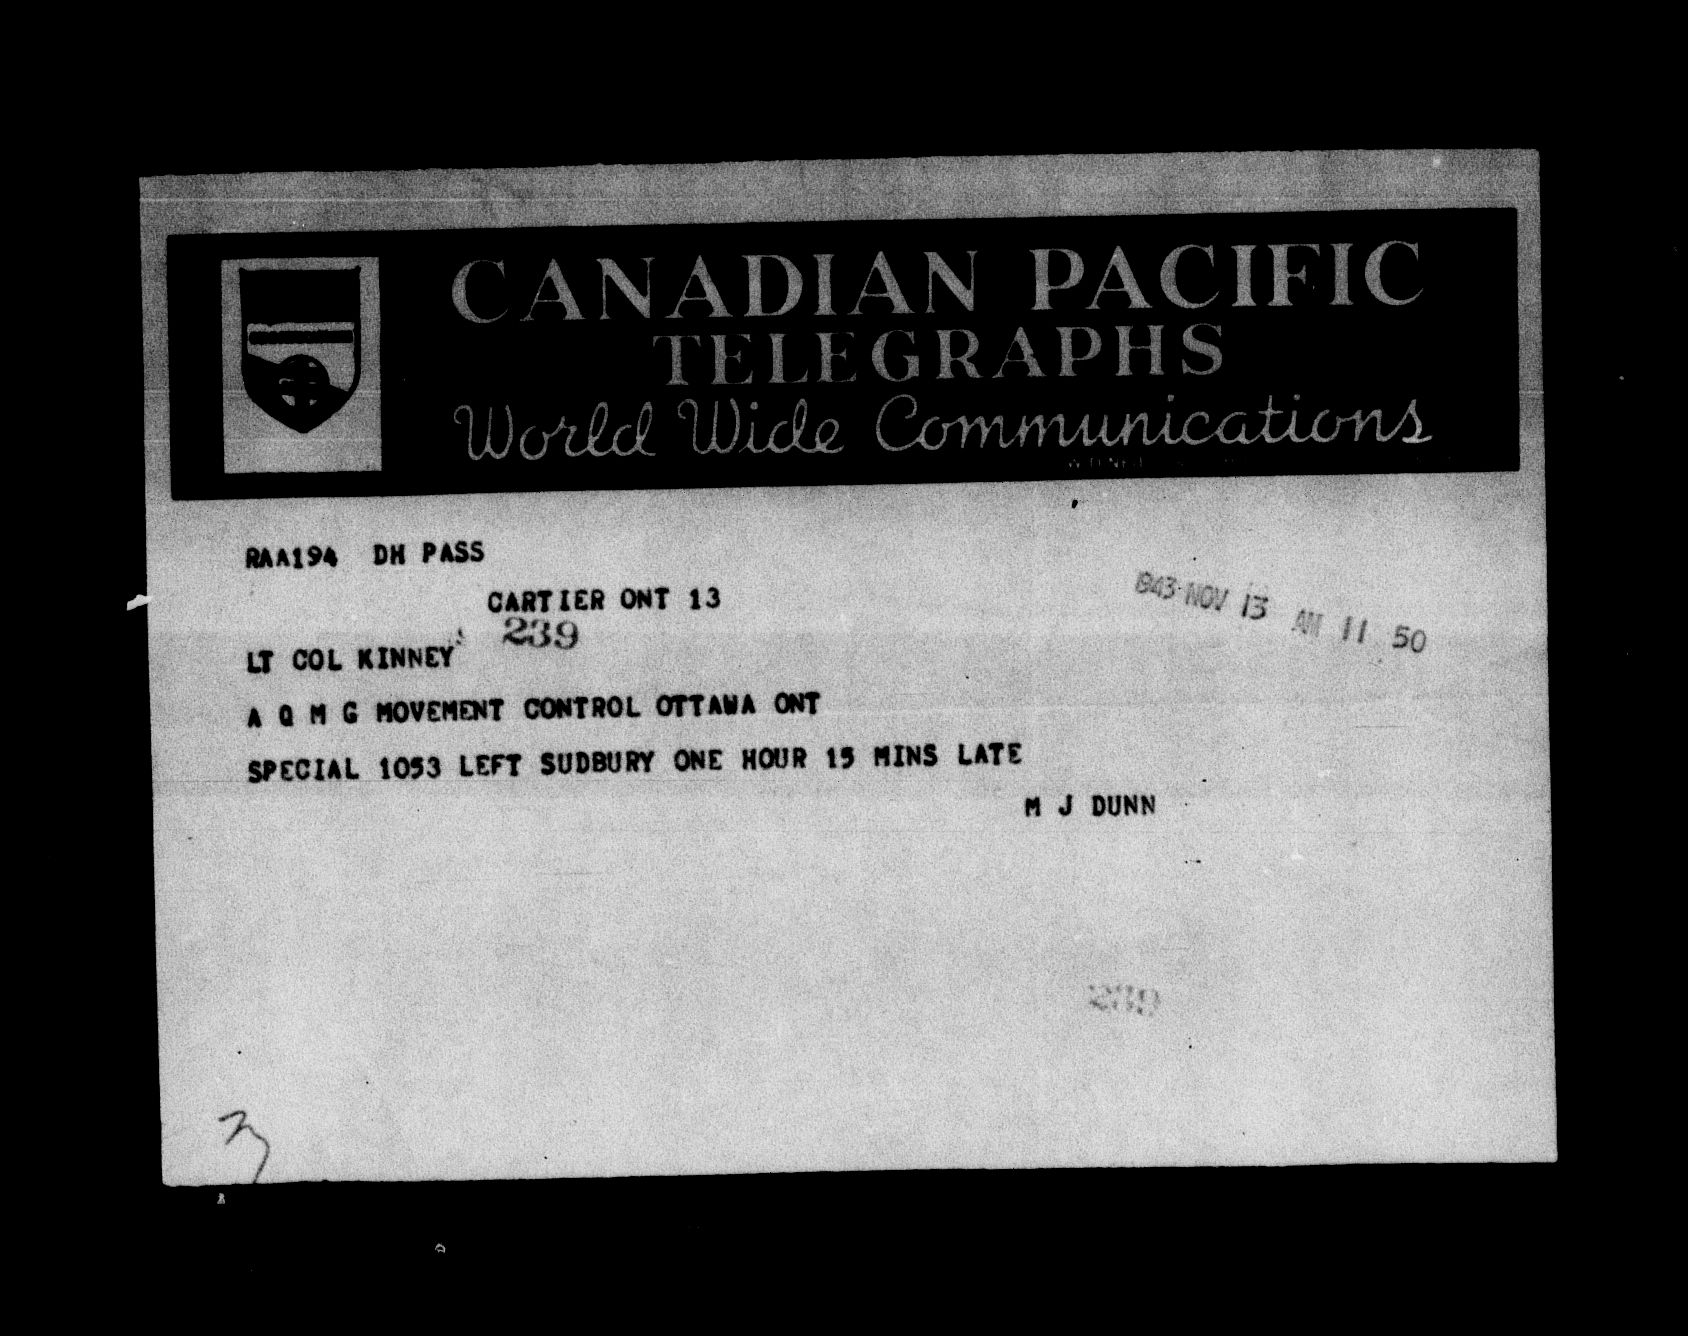 CANADIAN PACIFIC
TELEGRAPHS
World Wide Communications
RAA194 DH PASS
CARTIER ONT 13
1943 NOV 13 AM 11 50
239
LT COL KINNEY
A Q M G MOVEMENT CONTROL OTTAWA ONT
SPECIAL 1053 LEFT SUDBURY ONE HOUR 15 MINS LATE
M J DUNN
239